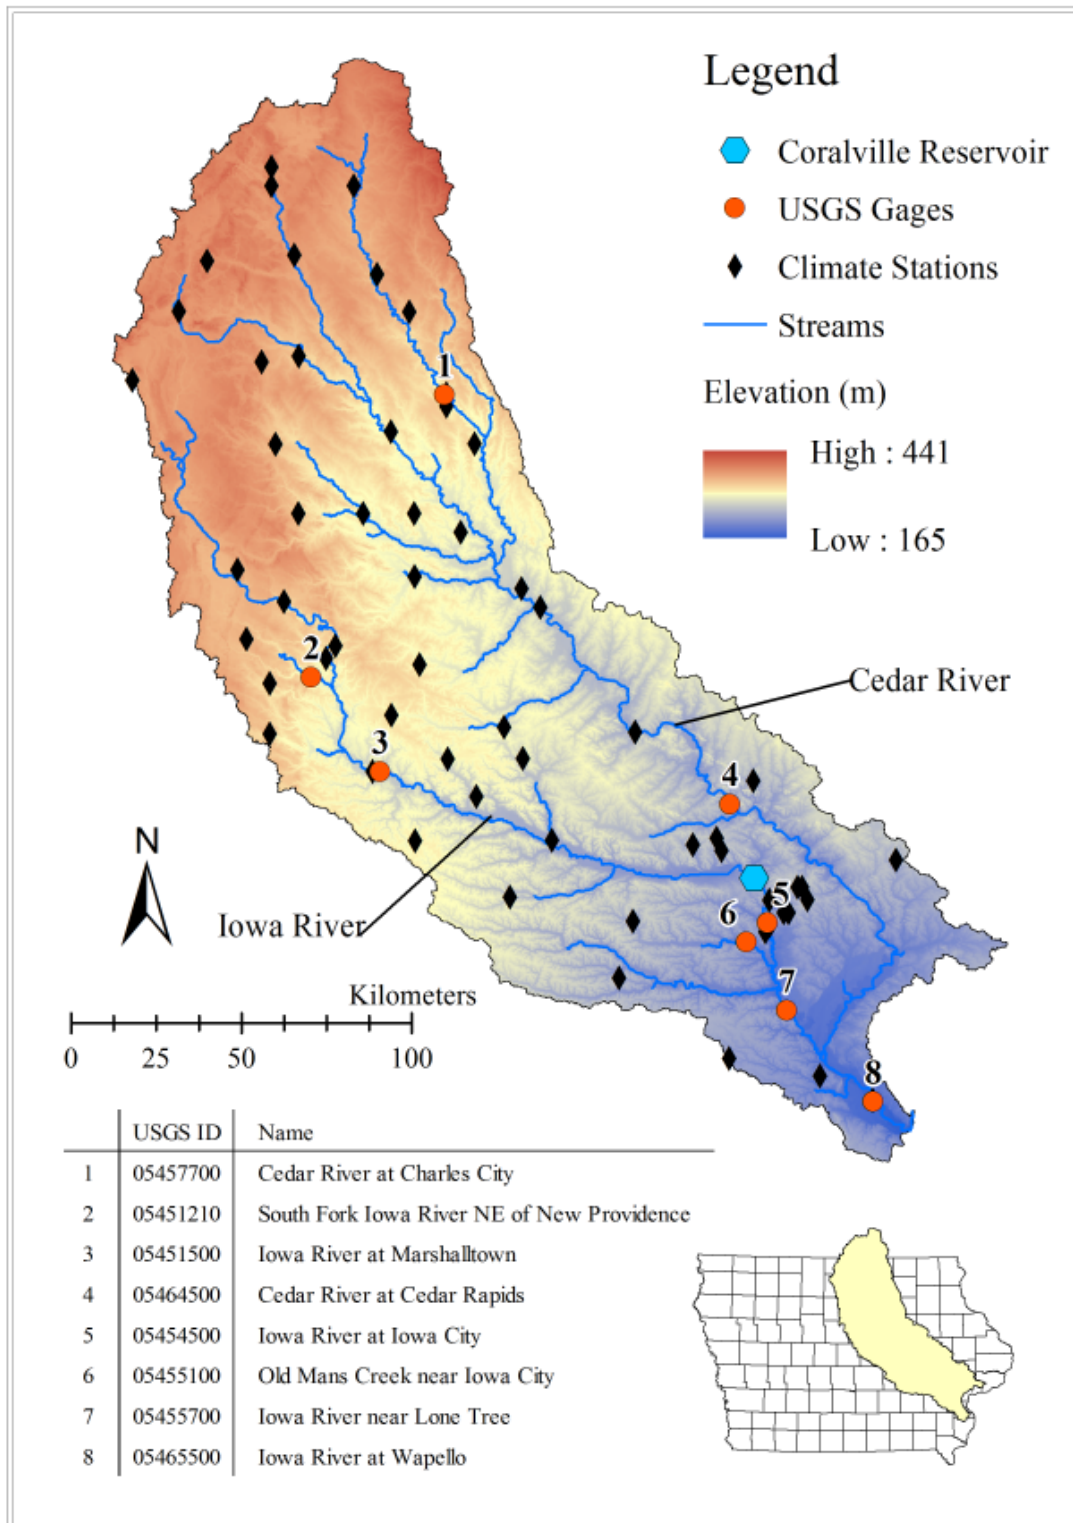 Legend
Coralville Reservoir
USGS Gages
Climate Stations
Streams
Elevation (m)
High : 441
Low : 165
1
2
Cedar River
3
4
N
5
6
Iowa River
7
Kilometers
0 25 50 100
8
USGS ID Name
1 05457700 Cedar River at Charles City
2 05451210 South Fork Iowa River NE of New Providence
3 05451500 Iowa River at Marshalltown
4 05464500 Cedar River at Cedar Rapids
5 05454500 Iowa River at Iowa City
6 05455100 Old Mans Creek near Iowa City
7 05455700 Iowa River near Lone Tree
8 05465500 Iowa River at Wapello